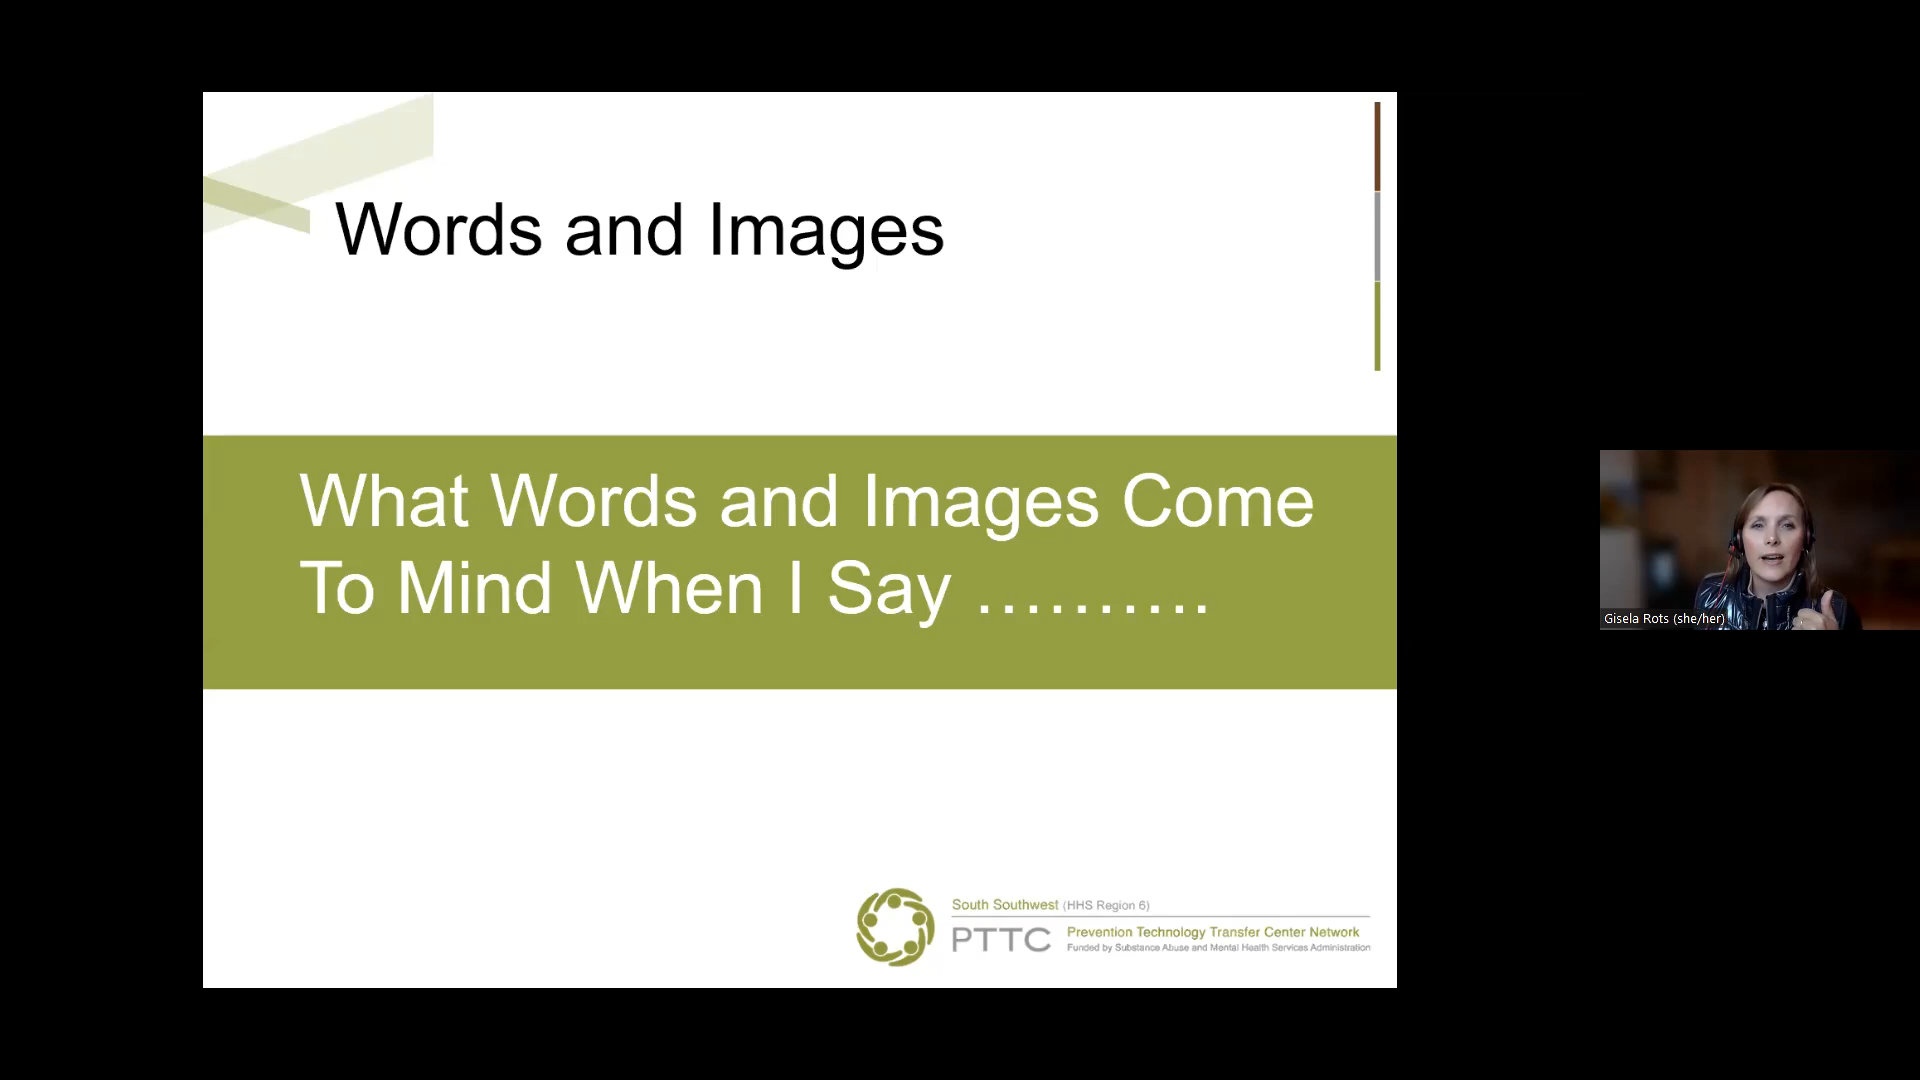 Words and Images
What Words and Images Come
To Mind When I Say ..........
Gisela Rots (she/her)
South Southwest (HHS Region 6)
PTTC
Prevention Technology Transfer Center Network
Funded by Substance Abuse and Mental Health Services Administration